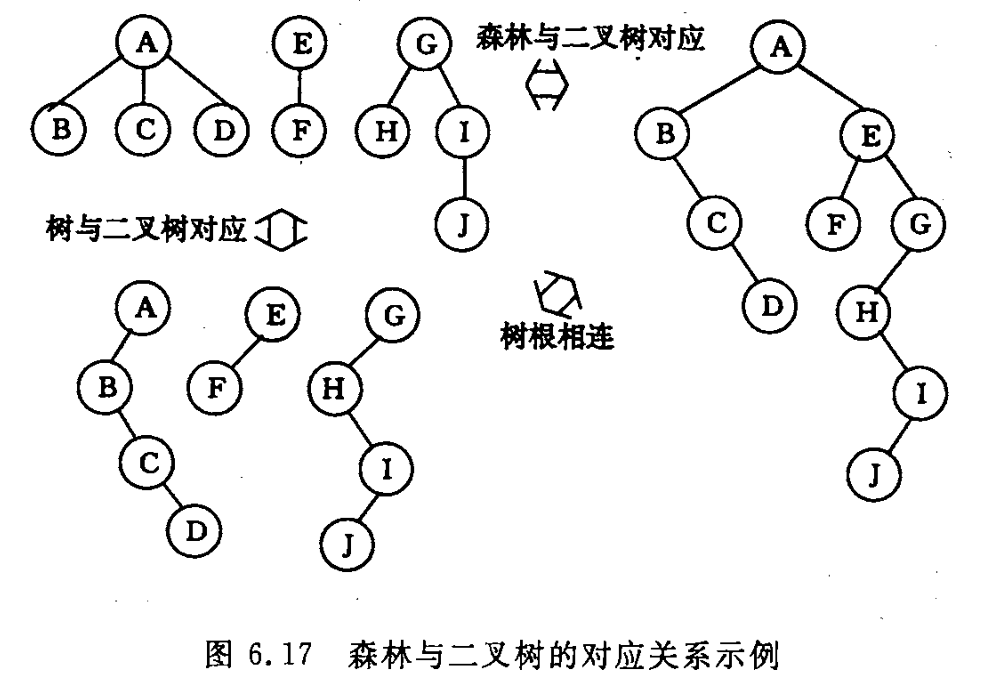 A E G 森林与二叉树对应 A
B C D F H I B E
树与二叉树对应 J C F G
A E G D H
树根相连
B F H I
C I J
D J
图 6.17 森林与二叉树的对应关系示例